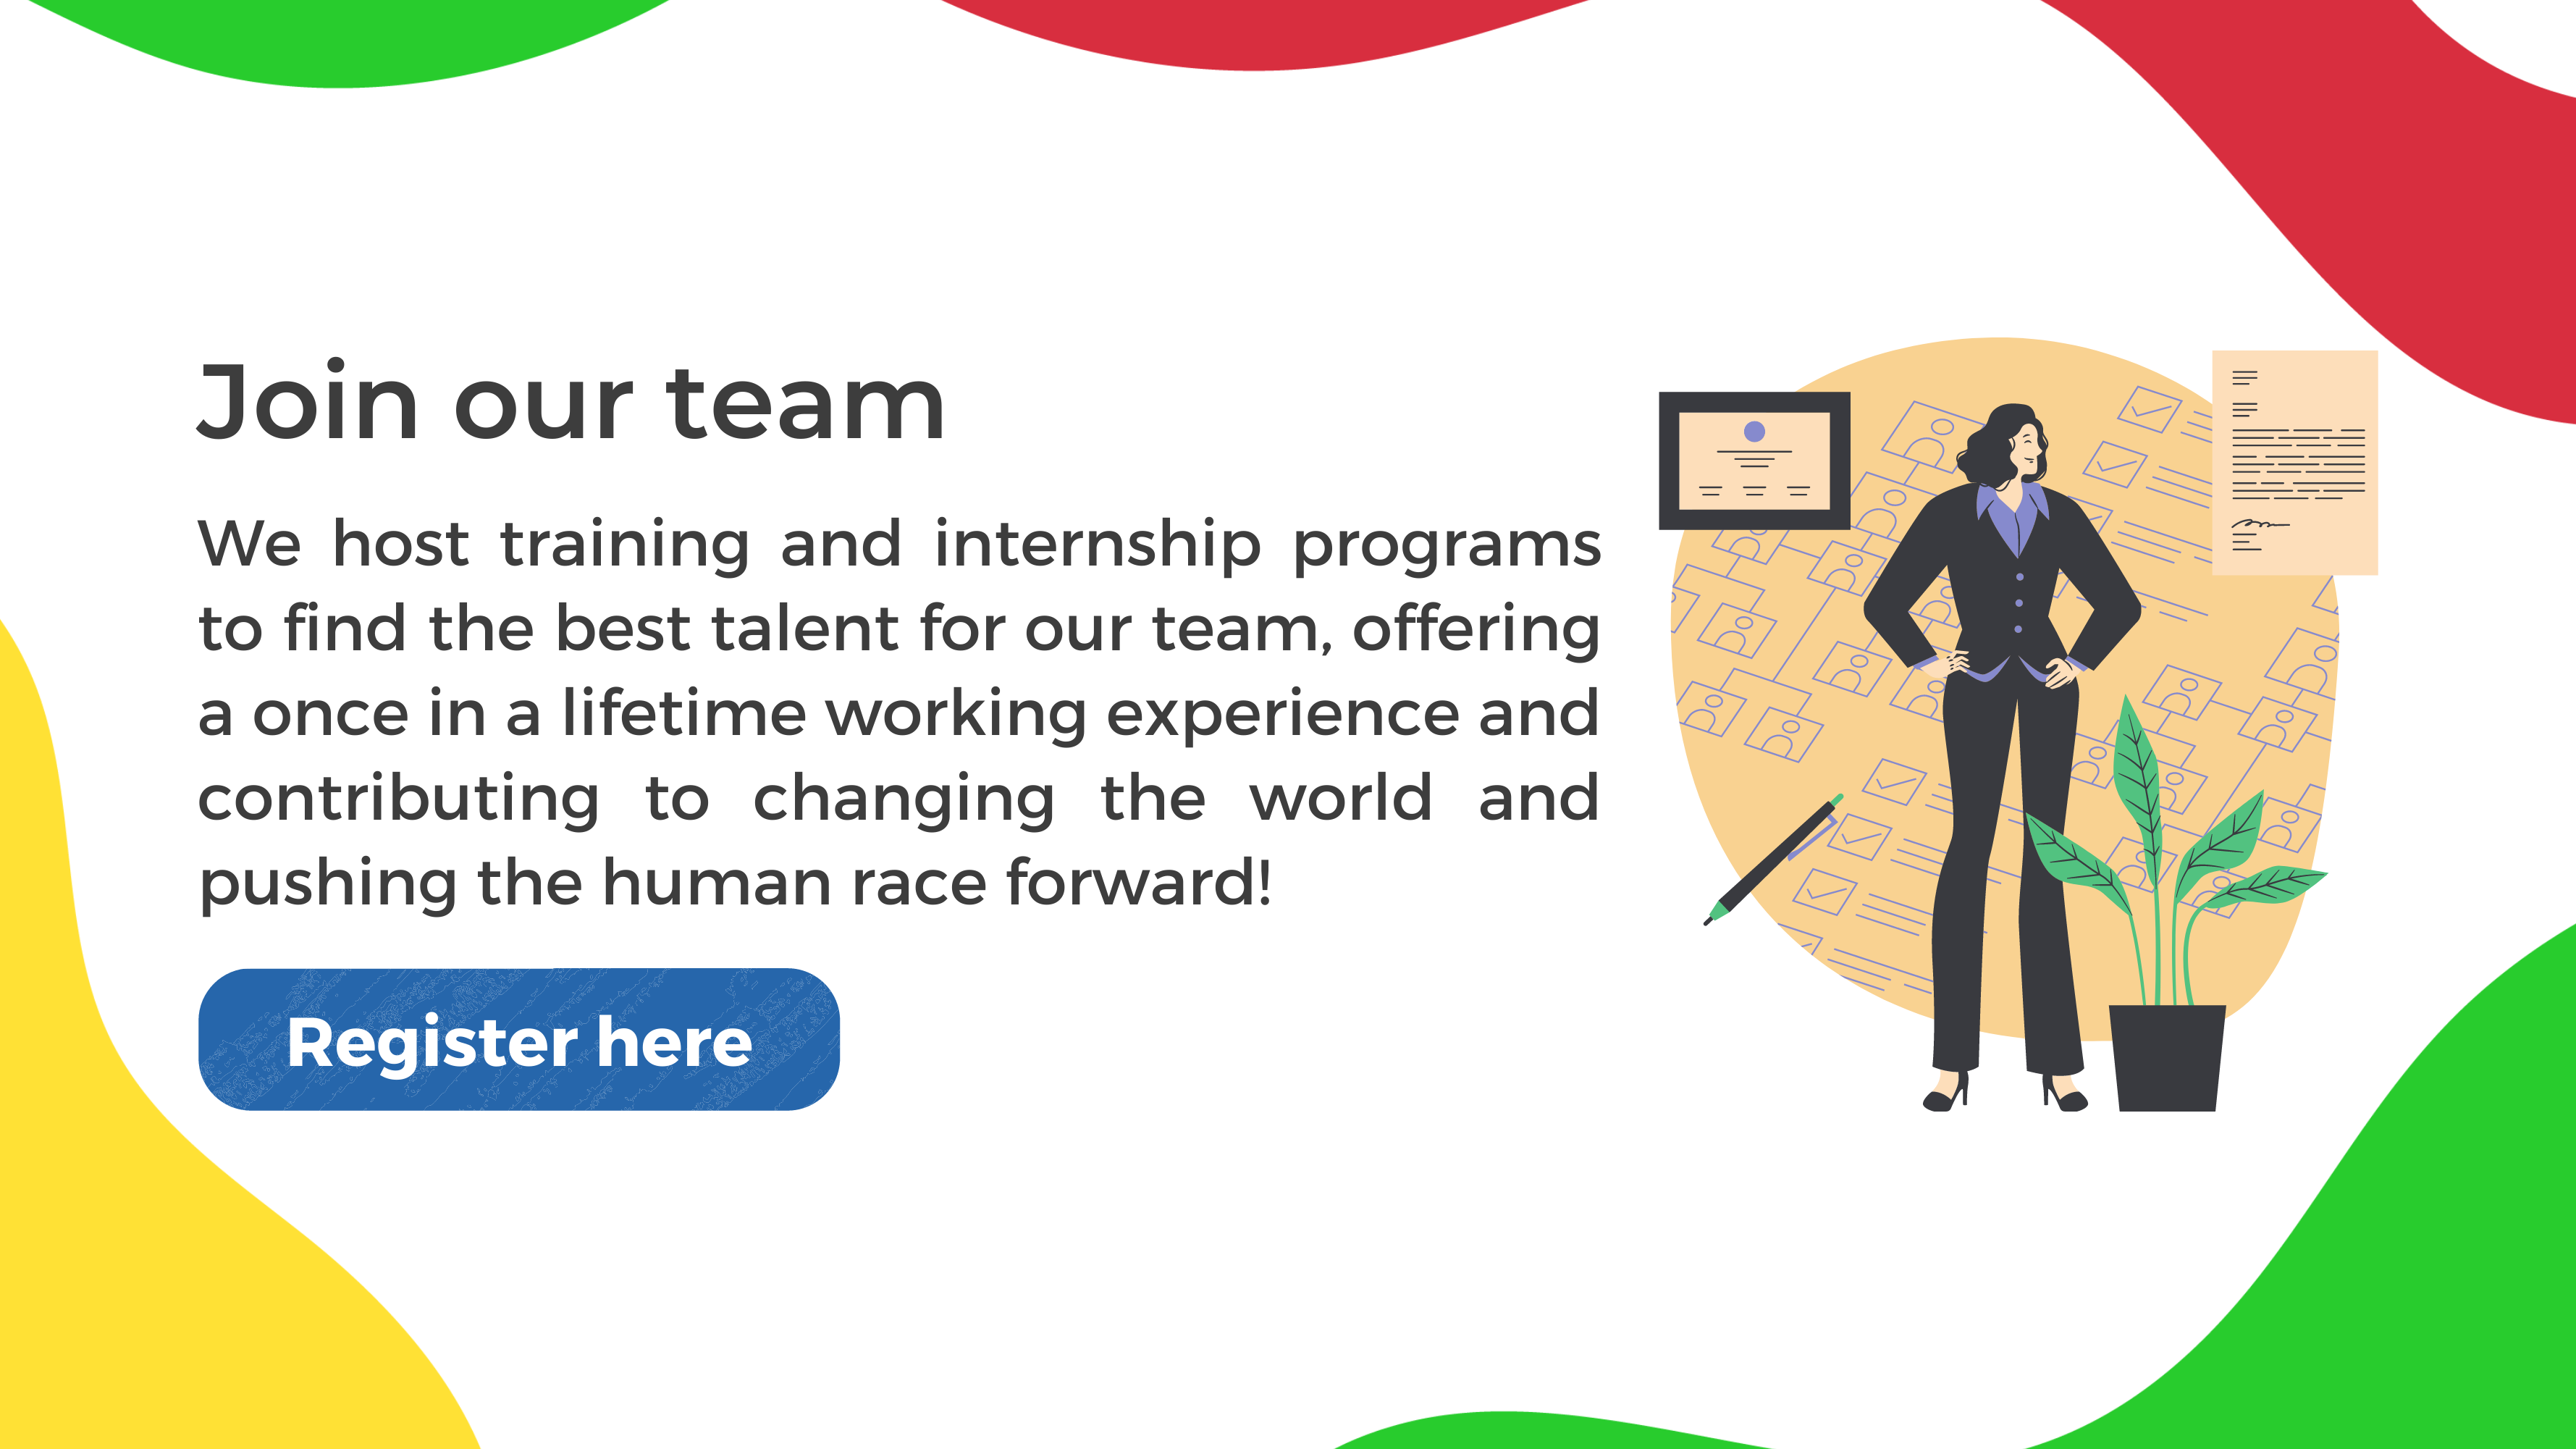 Join our team
We host training and internship programs
to find the best talent for our team, offering
a once in a lifetime working experience and
contributing to changing the world and
pushing the human race forward!
Register here